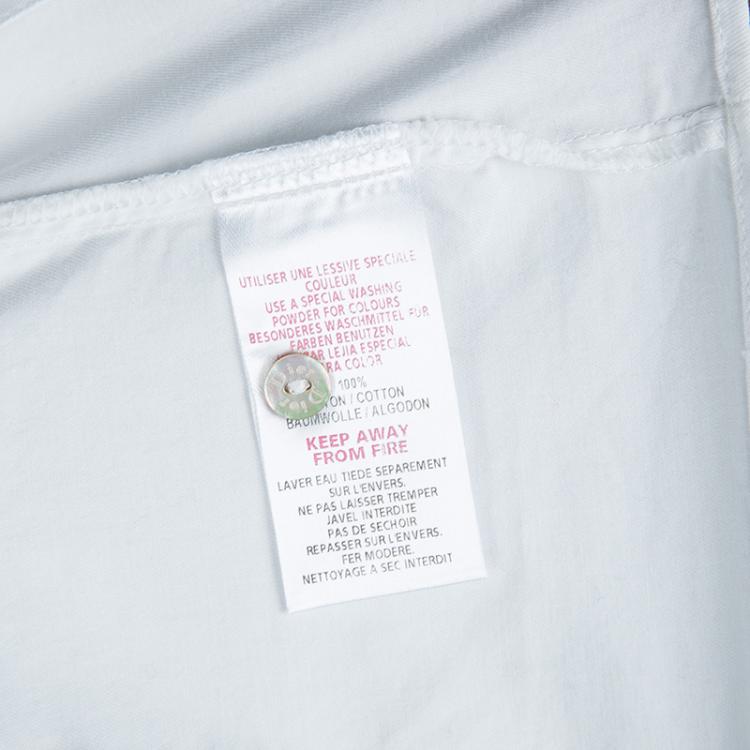 UTILISER UNE LESSIVE SPECIALE
COULEUR
USE A SPECIAL WASHING
POWDER FOR COLOURS
BESONDERES WASCHMITTEL FUR
FARBEN BENUTZEN
LEJIA ESPECIAL
COLOR
100%
/ COTTON
BAUMWOLLE / ALGODON
Dior
Dior
KEEP AWAY
FROM FIRE
LAVER EAU TIEDE SEPAREMENT
SUR L'ENVERS.
NE PAS LAISSER TREMPER
JAVEL INTERDITE
PAS DE SECHOIR
REPASSER SUR L'ENVERS.
FER MODERE.
NETTOYAGE A SEC INTERDIT